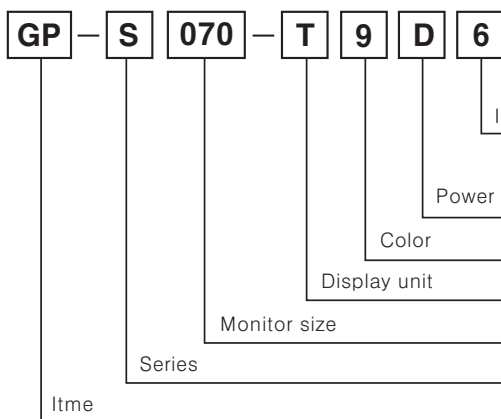 GP – S 070 – T 9 D 6
Power
Color
Display unit
Monitor size
Series
Itme